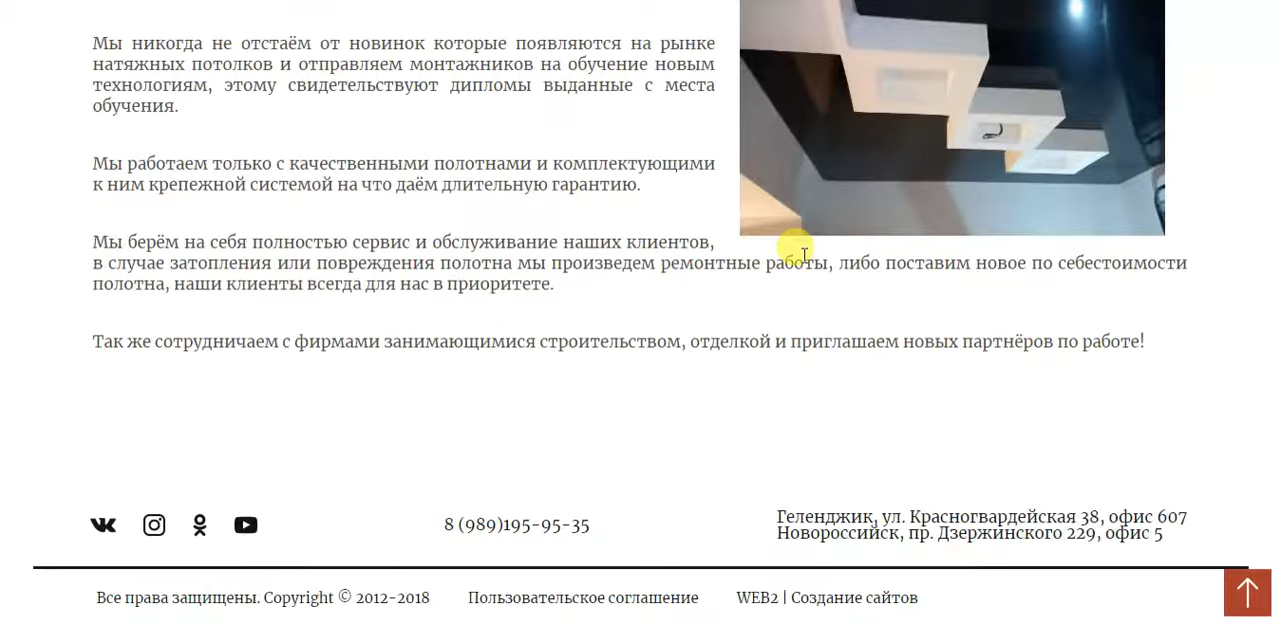 Мы никогда не отстаём от новинок которые появляются на рынке
натяжных потолков и отправляем монтажников на обучение новым
технологиям, этому свидетельствуют дипломы выданные с места
обучения.
Мы работаем только с качественными полотнами и комплектующими
к ним крепежной системой на что даём длительную гарантию.
Мы берём на себя полностью сервис и обслуживание наших клиентов,
в случае затопления или повреждения полотна мы произведем ремонтные работы, либо поставим новое по себестоимости
полотна, наши клиенты всегда для нас в приоритете.
Так же сотрудничаем с фирмами занимающимися строительством, отделкой и приглашаем новых партнёров по работе!
8 (989)195-95-35
Геленджик, ул. Красногвардейская 38, офис 607
Новороссийск, пр. Дзержинского 229, офис 5
Все права защищены. Copyright © 2012-2018
Пользовательское соглашение
WEB2 | Создание сайтов